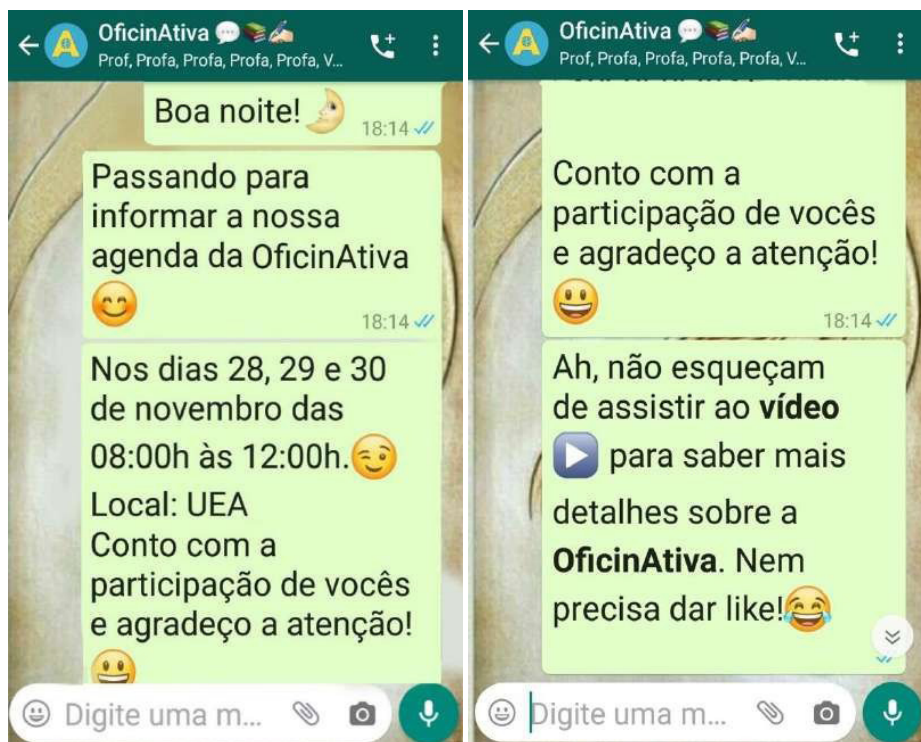 OficinAtiva 💬📚✍🏻
Prof, Profa, Profa, Profa, Profa, V...
Boa noite! 🌛
18:14
Passando para
informar a nossa
agenda da OficinAtiva
😊
18:14
Nos dias 28, 29 e 30
de novembro das
08:00h às 12:00h.😉
Local: UEA
Conto com a
participação de vocês
e agradeço a atenção!
😃
Digite uma m...
OficinAtiva 💬📚✍🏻
Prof, Profa, Profa, Profa, Profa, V...
Conto com a
participação de vocês
e agradeço a atenção!
😃
18:14
Ah, não esqueçam
de assistir ao vídeo
▶️ para saber mais
detalhes sobre a
OficinAtiva. Nem
precisa dar like!😂
Digite uma m...